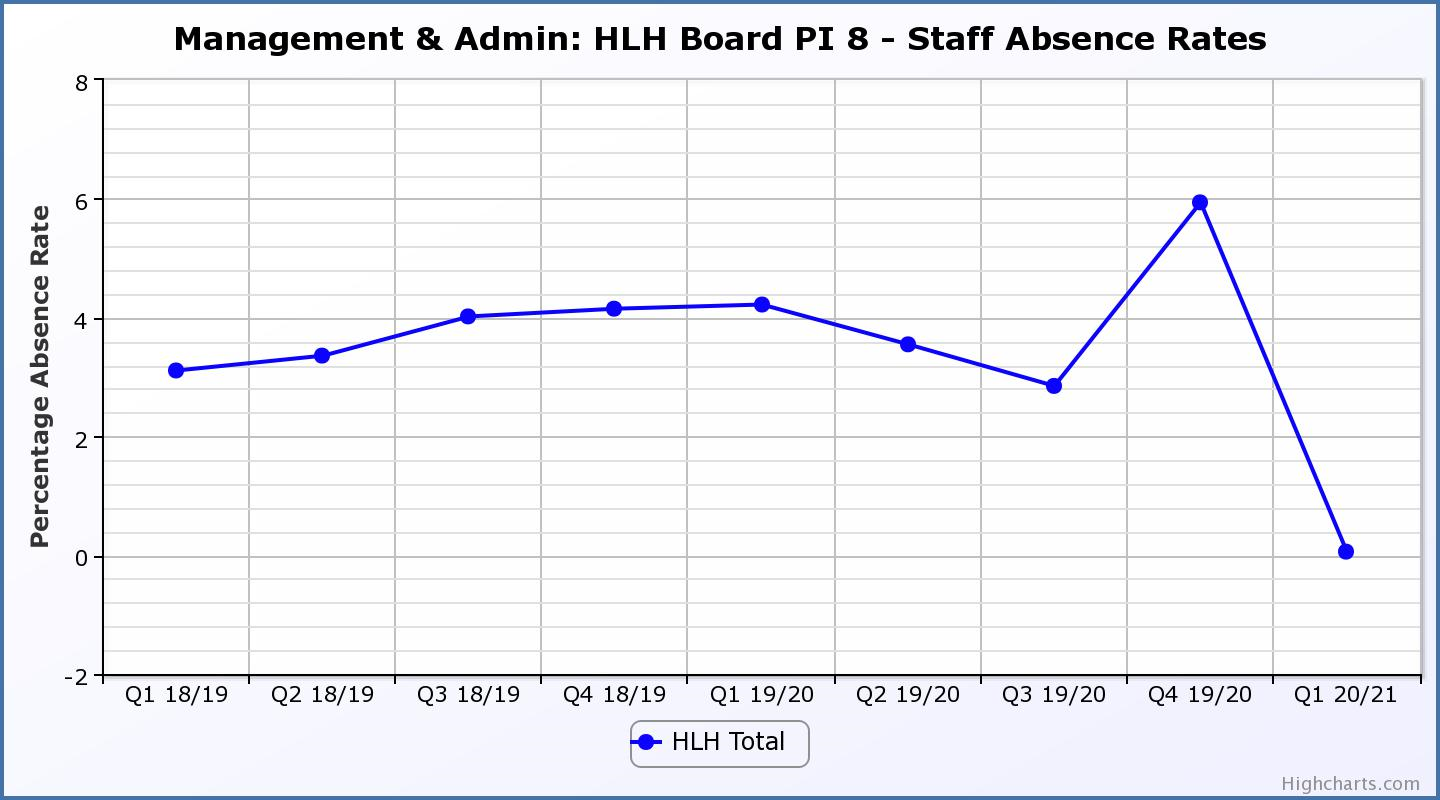 Management & Admin: HLH Board PI 8 - Staff Absence Rates
Percentage Absence Rate
8
6
4
2
0
-2
Q1 18/19 Q2 18/19 Q3 18/19 Q4 18/19 Q1 19/20 Q2 19/20 Q3 19/20 Q4 19/20 Q1 20/21
HLH Total
Highcharts.com